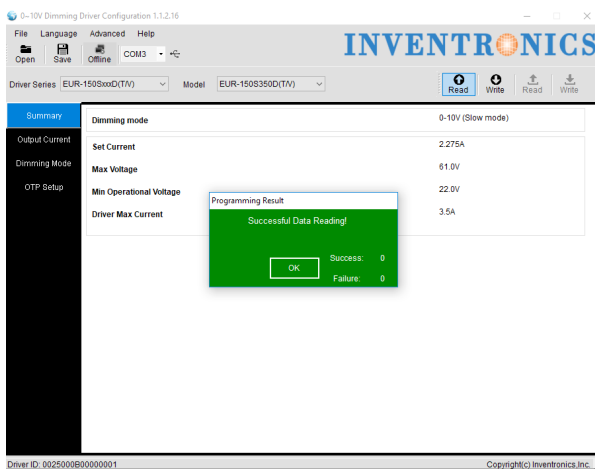 0-10V Dimming Driver Configuration 1.1.2.16
File Language Advanced Help
Open Save Offline COM3
INVENTRONICS
Driver Series EUR-150SxxxD(T/V) Model EUR-150S350D(T/V) Read Write Read Write
Summary
Output Current
Dimming Mode
OTP Setup
Dimming mode 0-10V (Slow mode)
Set Current 2.275A
Max Voltage 61.0V
Min Operational Voltage 22.0V
Driver Max Current 3.5A
Programming Result
Successful Data Reading!
Success: 0
OK
Failure: 0
Driver ID: 0025000B00000001 Copyright(c) Inventronics,Inc.